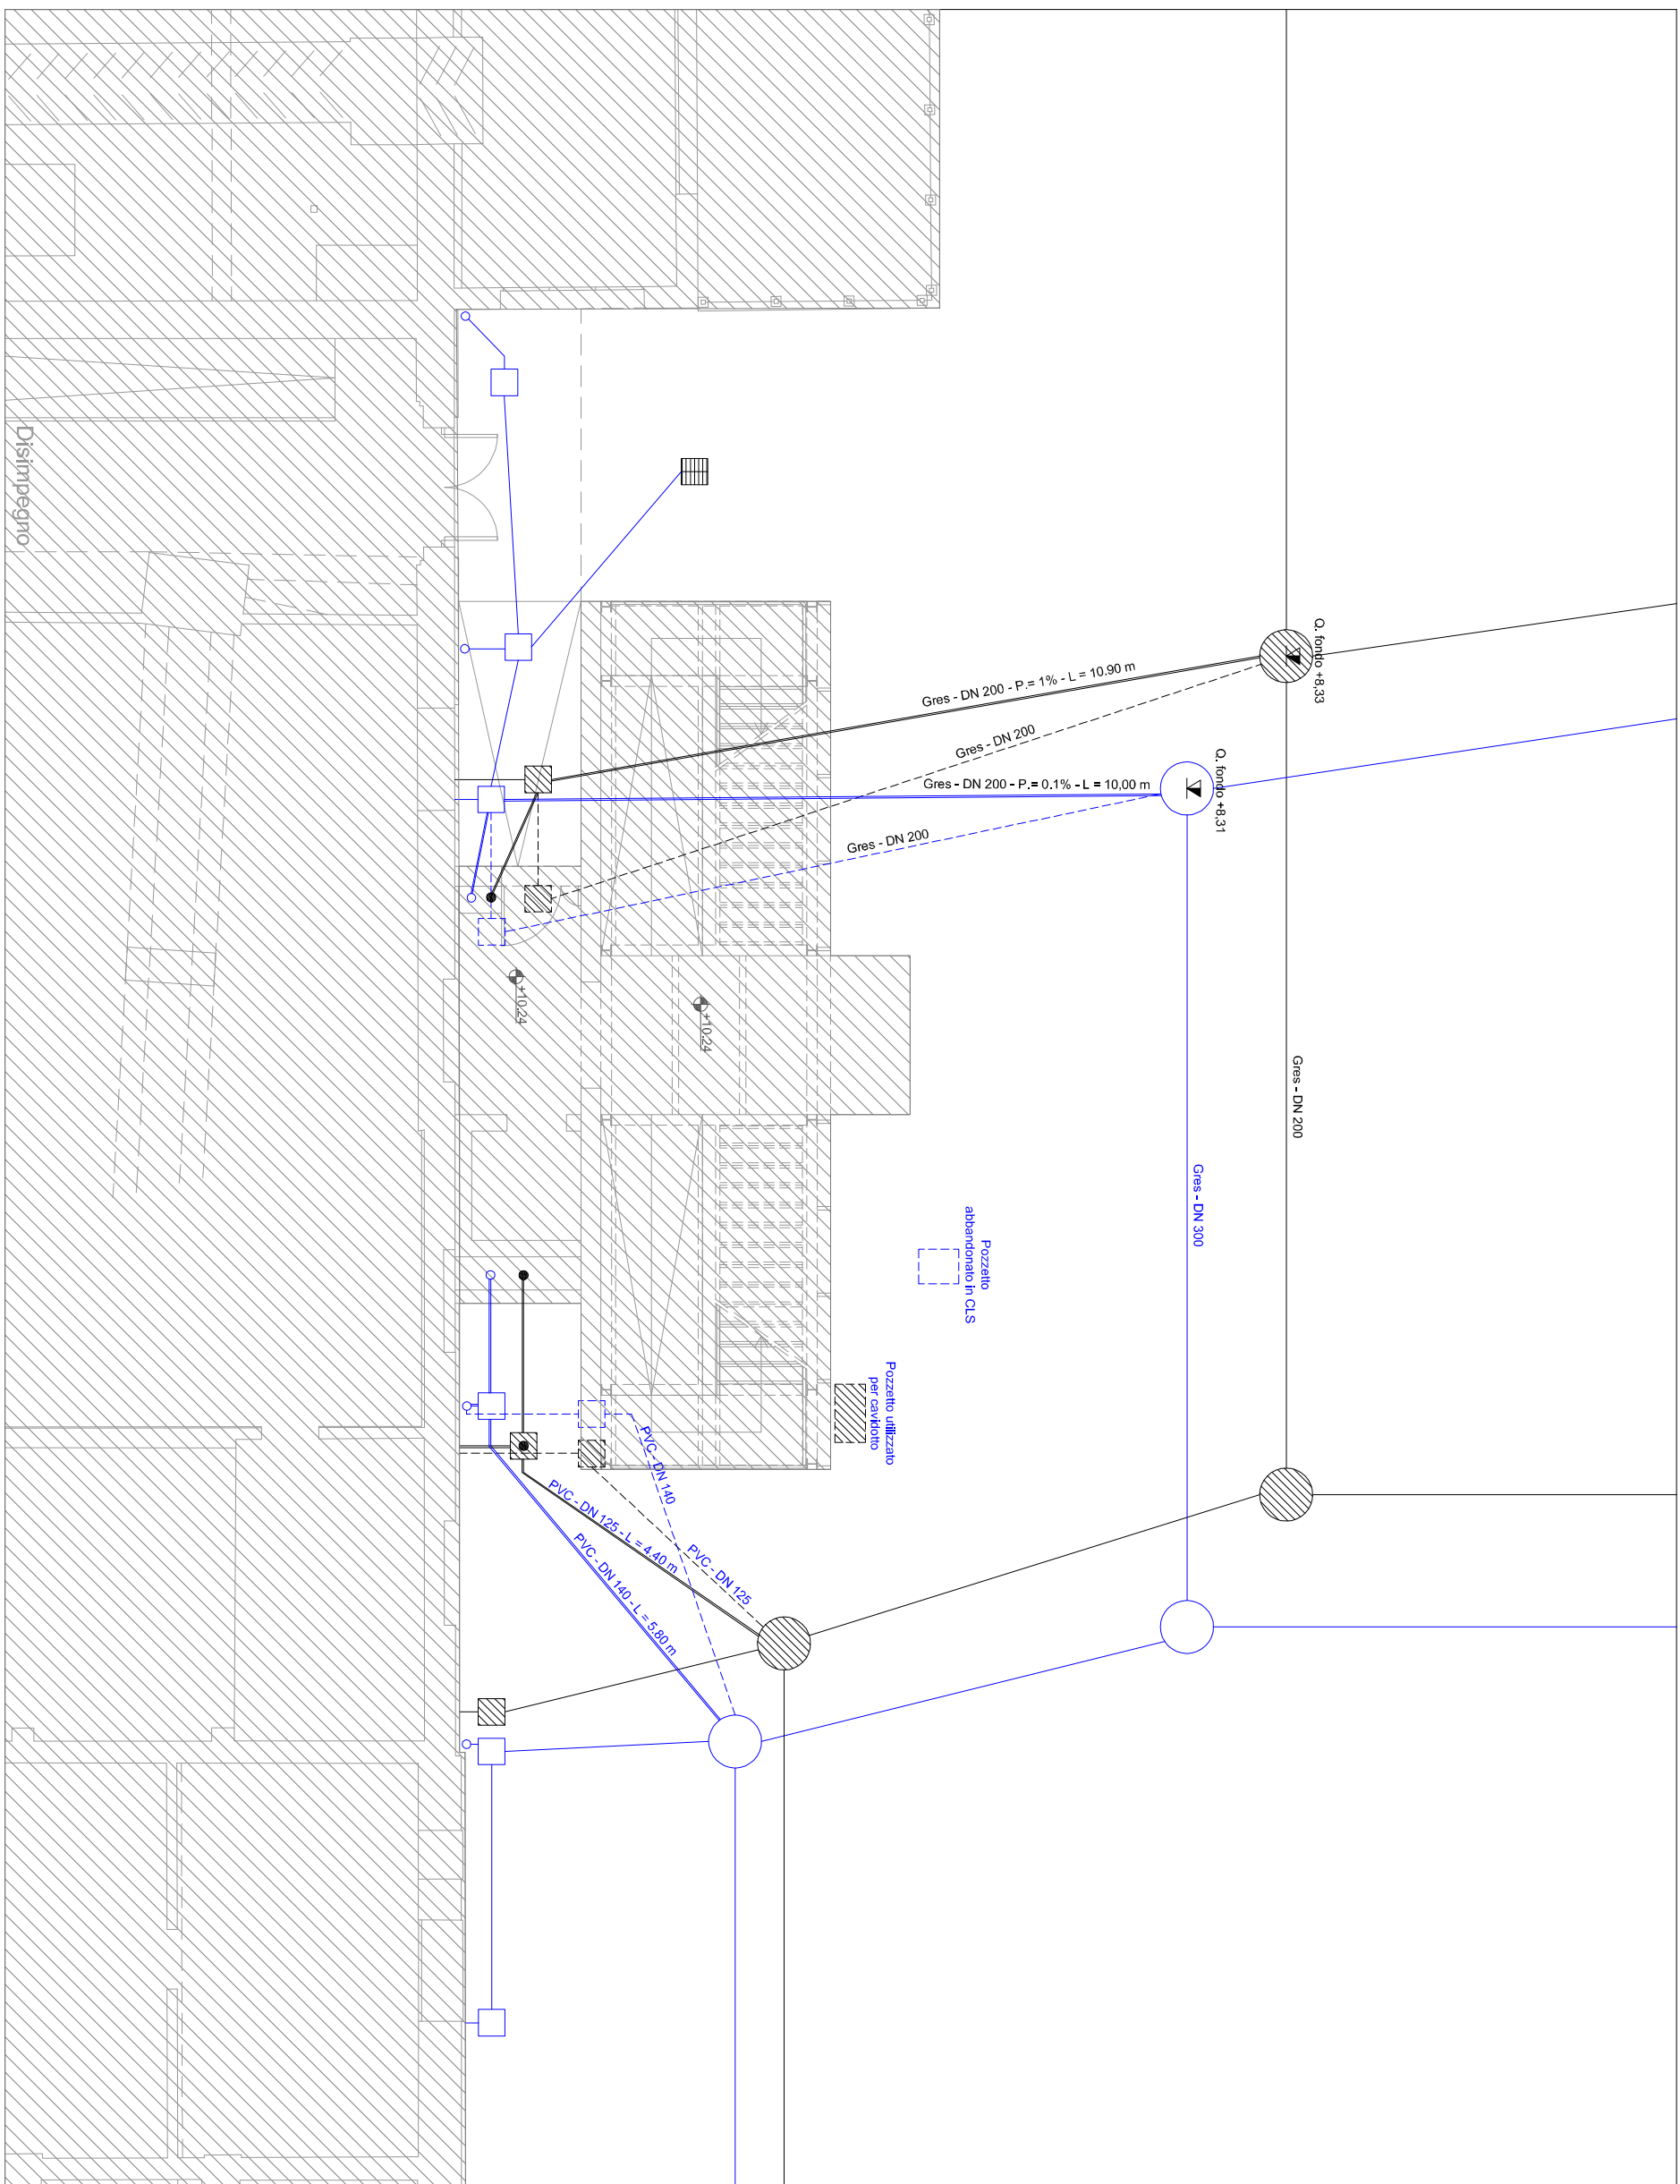 Disimpegno
Q. fondo +8,33
Gres - DN 200 - P.= 1% - L = 10.90 m
Gres - DN 200
Q. fondo +8,31
Gres - DN 200 - P.= 0.1% - L = 10,00 m
Gres - DN 200
+10.24
+10.24
Gres - DN 200
Gres - DN 300
Pozzetto
abbandonato in CLS
Pozzetto utilizzato
per cavidotto
PVC - DN 140
PVC - DN 125 - L = 4.40 m
PVC - DN 125
PVC - DN 140 - L = 5.80 m